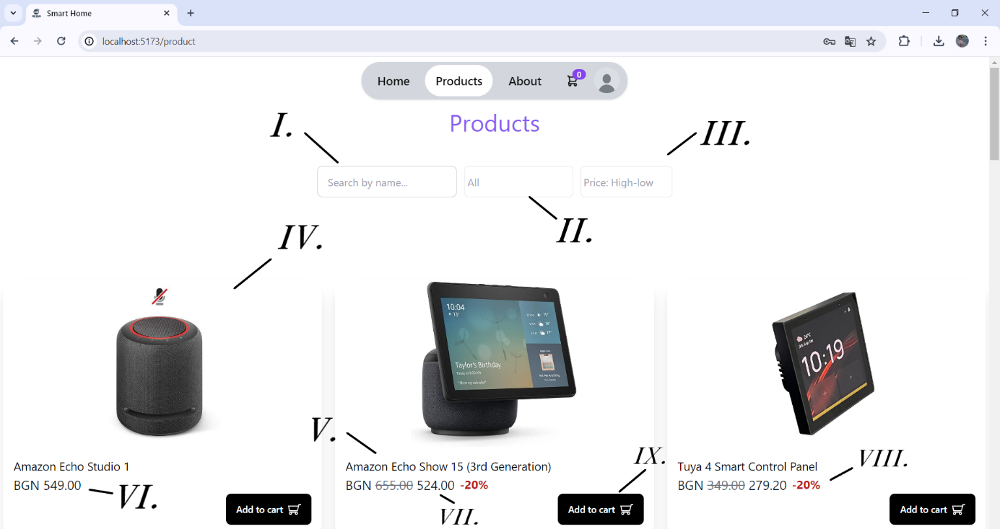 Smart Home
localhost:5173/product
Home Products About 0
Products
I.
III.
Search by name... All Price: High-low
II.
IV.
10:04
13°
Taylor's Birthday
10:19
V.
IX.
VIII.
Amazon Echo Studio 1
BGN 549.00
VI.
Add to cart
Amazon Echo Show 15 (3rd Generation)
BGN 655.00 524.00 -20%
VII.
Add to cart
Tuya 4 Smart Control Panel
BGN 349.00 279.20 -20%
Add to cart